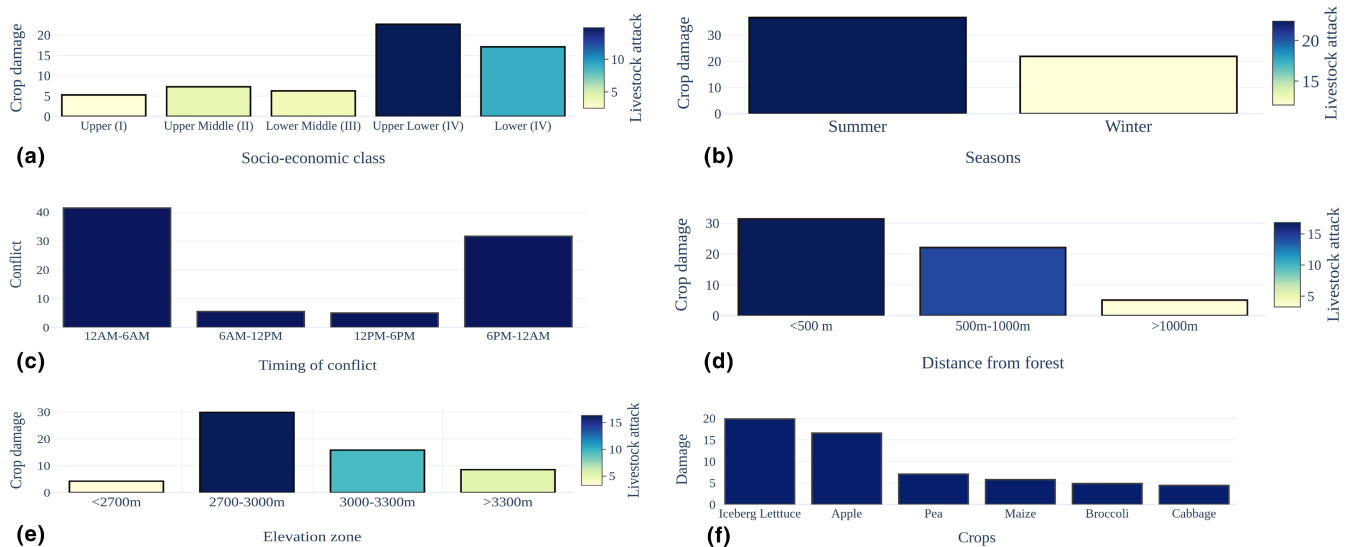 Crop damage
20
15
10
5
0
Upper (I) Upper Middle (II) Lower Middle (III) Upper Lower (IV) Lower (IV)
10
5
Livestock attack
(a) Socio-economic class
Crop damage
30
20
10
0
Summer Winter
20
15
Livestock attack
(b) Seasons
Conflict
40
30
20
10
0
12AM-6AM 6AM-12PM 12PM-6PM 6PM-12AM
(c) Timing of conflict
Crop damage
30
20
10
0
<500 m 500m-1000m >1000m
15
10
5
Livestock attack
(d) Distance from forest
Crop damage
30
20
10
0
<2700m 2700-3000m 3000-3300m >3300m
15
10
5
Livestock attack
(e) Elevation zone
Damage
20
15
10
5
0
Iceberg Letttuce Apple Pea Maize Broccoli Cabbage
(f) Crops